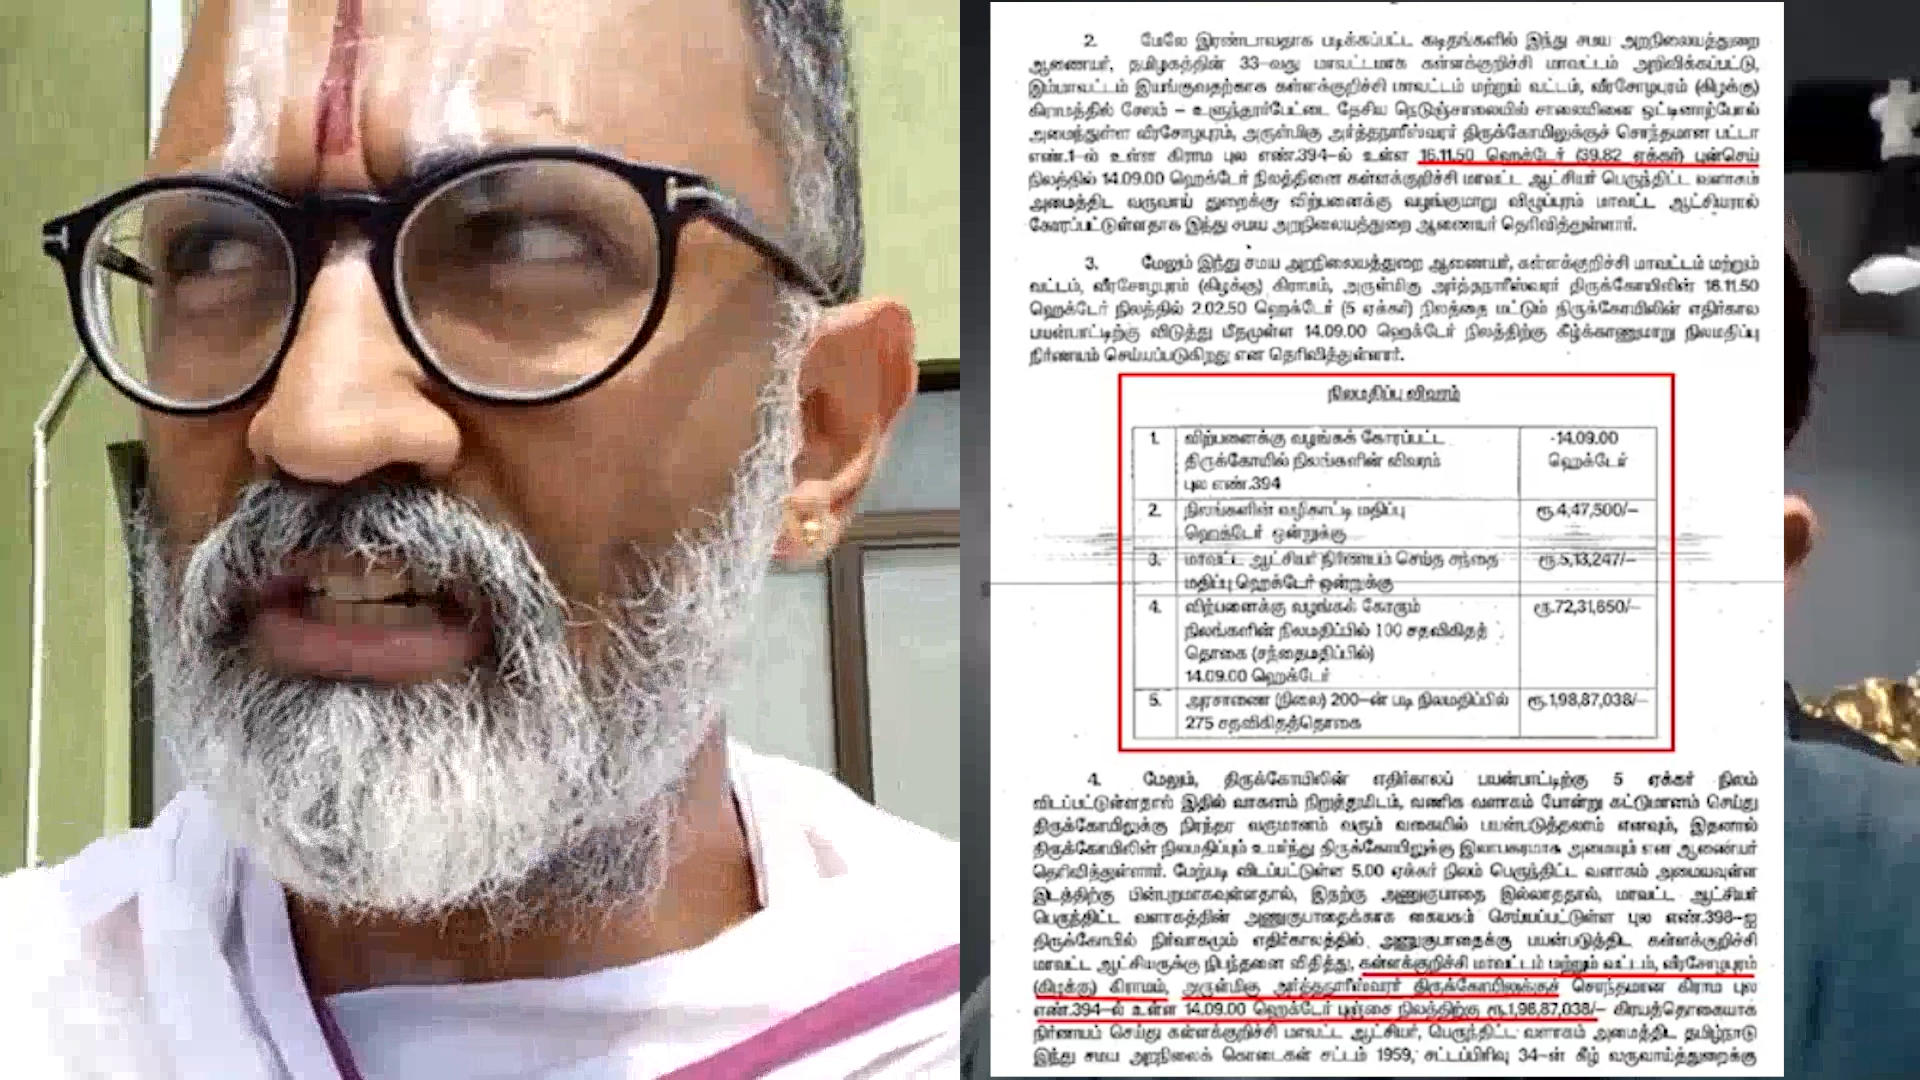 2. மேலே இரண்டாவதாக படிக்கப்பட்ட கடிதங்களில் இந்து சமய அறநிலையத்துறை
ஆணையர், தமிழகத்தின் 33-வது மாவட்டமாக கள்ளக்குறிச்சி மாவட்டம் அறிவிக்கப்பட்டு,
இம்மாவட்டம் இயங்குவதற்காக கள்ளக்குறிச்சி மாவட்டம் மற்றும் வட்டம், வீரசோழபுரம் (கிழக்கு)
கிராமத்தில் சேலம் – உளுந்தூர்பேட்டை தேசிய நெடுஞ்சாலையில் சாலையினை ஒட்டினாற்போல்
அமைந்துள்ள வீரசோழபுரம், அருள்மிகு அர்த்தநாரீஸ்வரர் திருக்கோயிலுக்குச் சொந்தமான பட்டா
எண்.1-ல் உள்ள கிராம புல எண்.394-ல் உள்ள 16.11.50 ஹெக்டேர் (39.82 ஏக்கர்) புன்செய்
நிலத்தில் 14.09.00 ஹெக்டேர் நிலத்தினை கள்ளக்குறிச்சி மாவட்ட ஆட்சியர் பெருந்திட்ட வளாகம்
அமைத்திட வருவாய் துறைக்கு விற்பனைக்கு வழங்குமாறு விழுப்புரம் மாவட்ட ஆட்சியரால்
கோரப்பட்டுள்ளதாக இந்து சமய அறநிலையத்துறை ஆணையர் தெரிவித்துள்ளார்.
3. மேலும் இந்து சமய அறநிலையத்துறை ஆணையர், கள்ளக்குறிச்சி மாவட்டம் மற்றும்
வட்டம், வீரசோழபுரம் (கிழக்கு) கிராமம், அருள்மிகு அர்த்தநாரீஸ்வரர் திருக்கோயிலின் 16.11.50
ஹெக்டேர் நிலத்தில் 2.02.50 ஹெக்டேர் (5 ஏக்கர்) நிலத்தை மட்டும் திருக்கோயிலின் எதிர்கால
பயன்பாட்டிற்கு விடுத்து மீதமுள்ள 14.09.00 ஹெக்டேர் நிலத்திற்கு கீழ்க்காணுமாறு நிலமதிப்பு
நிர்ணயம் செய்யப்படுகிறது என தெரிவித்துள்ளார்.
நிலமதிப்பு விவரம்
1. விற்பனைக்கு வழங்கக் கோரப்பட்ட -14.09.00
திருக்கோயில் நிலங்களின் விவரம் ஹெக்டேர்
புல எண்.394
2. நிலங்களின் வழிகாட்டி மதிப்பு ரூ.4,47,500/-
ஹெக்டேர் ஒன்றுக்கு
3. மாவட்ட ஆட்சியர் நிர்ணயம் செய்த சந்தை ரூ.5,13,247/-
மதிப்பு ஹெக்டேர் ஒன்றுக்கு
4. விற்பனைக்கு வழங்கல் கோரும் ரூ.72,31,650/-
நிலங்களின் நிலமதிப்பில் 100 சதவிகிதத்
தொகை (சந்தைமதிப்பில்)
14.09.00 ஹெக்டேர்
5. அரசாணை (நிலை) 200-ன் படி நிலமதிப்பில் ரூ.1,98,87,038/-
275 சதவிகிதத்தொகை
4. மேலும், திருக்கோயிலின் எதிர்காலப் பயன்பாட்டிற்கு 5 ஏக்கர் நிலம்
விடப்பட்டுள்ளதால் இதில் வாகனம் நிறுத்துமிடம், வணிக வளாகம் போன்று கட்டுமானம் செய்து
திருக்கோயிலுக்கு நிரந்தர வருமானம் வரும் வகையில் பயன்படுத்தலாம் எனவும், இதனால்
திருக்கோயிலின் நிலமதிப்பும் உயர்ந்து திருக்கோயிலுக்கு இலாபகரமாக அமையும் என ஆணையர்
தெரிவித்துள்ளார். மேற்படி விடப்பட்டுள்ள 5.00 ஏக்கர் நிலம் பெருந்திட்ட வளாகம் அமையவுள்ள
இடத்திற்கு பின்புறமாகவுள்ளதால், இதற்கு அணுகுபாதை இல்லாததால், மாவட்ட ஆட்சியர்
பெருந்திட்ட வளாகத்தின் அணுகுபாதைக்காக கையகம் செய்யப்பட்டுள்ள புல எண்.398-ஐ
திருக்கோயில் நிர்வாகமும் எதிர்காலத்தில் அணுகுபாதைக்கு பயன்படுத்திட கள்ளக்குறிச்சி
மாவட்ட ஆட்சியருக்கு நிபந்தனை விதித்து, கள்ளக்குறிச்சி மாவட்டம் மற்றும் வட்டம், வீரசோழபுரம்
(கிழக்கு) கிராமம், அருள்மிகு அர்த்தநாரீஸ்வரர் திருக்கோயிலுக்குச் சொந்தமான கிராம புல
எண்.394-ல் உள்ள 14.09.00 ஹெக்டேர் புஞ்சை நிலத்திற்கு ரூ.1,98,87,038/- கிரயத்தொகையாக
நிர்ணயம் செய்து கள்ளக்குறிச்சி மாவட்ட ஆட்சியர், பெருந்திட்ட வளாகம் அமைத்திட தமிழ்நாடு
இந்து சமய அறநிலைக் கொடைகள் சட்டம் 1959, சட்டப்பிரிவு 34-ன் கீழ் வருவாய்த்துறைக்கு